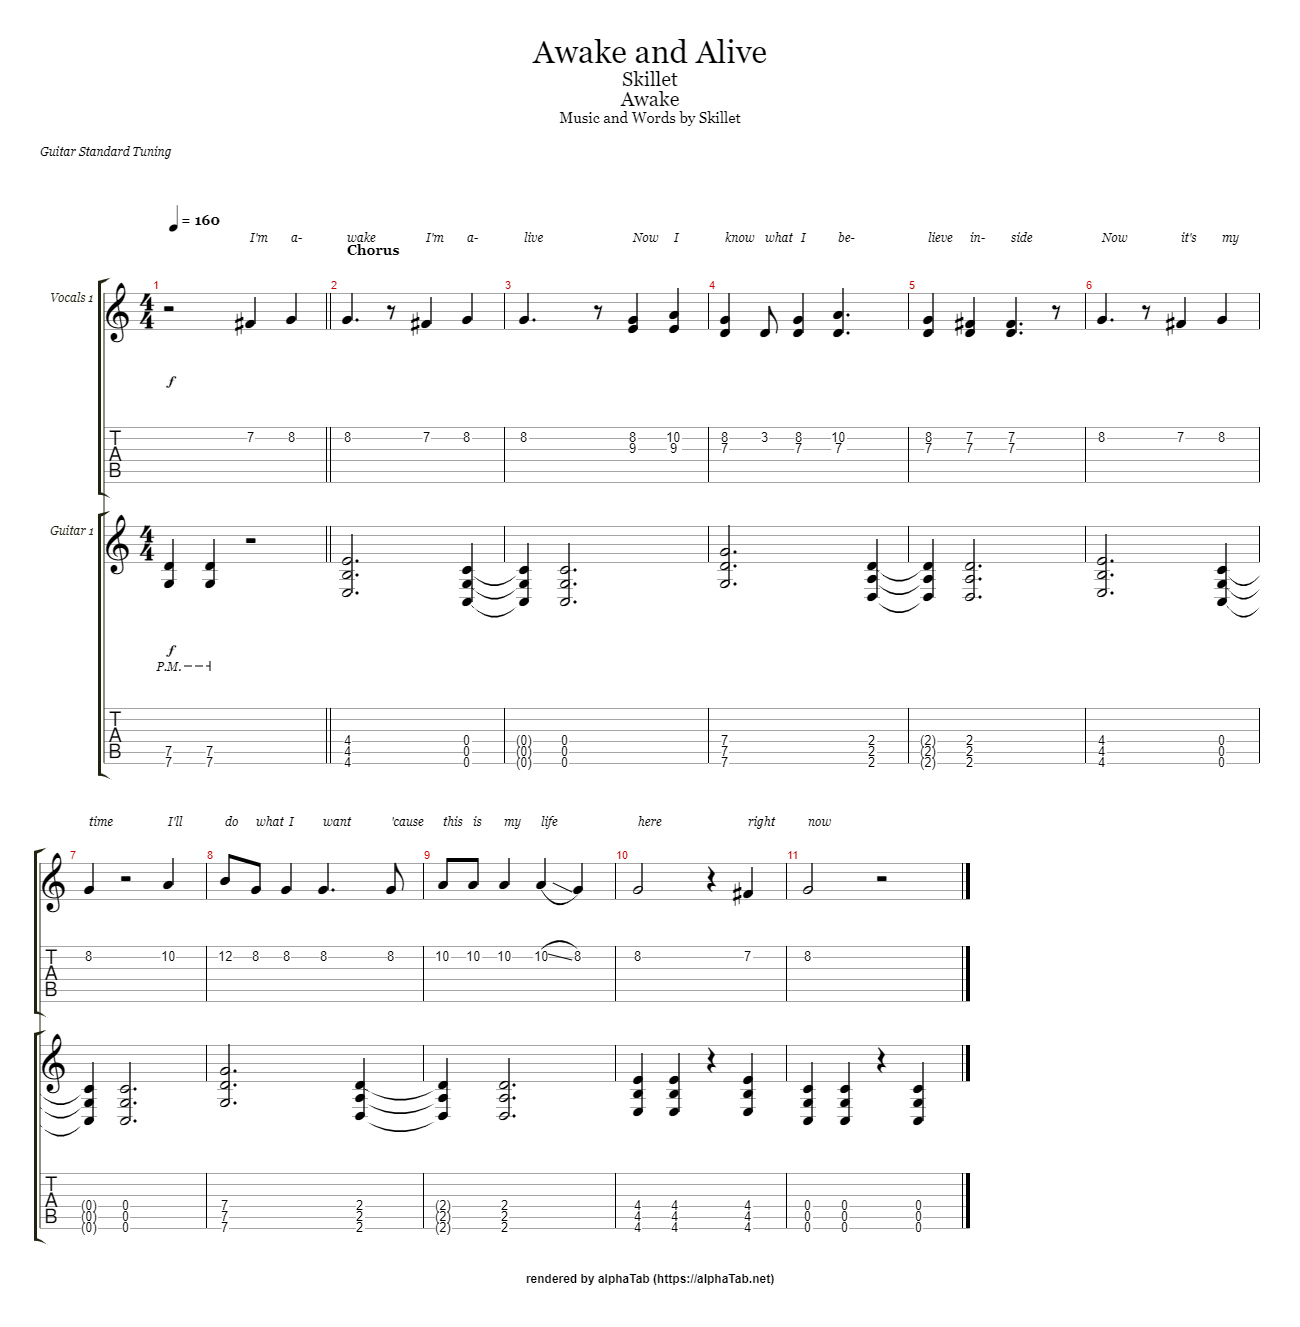 Awake and Alive
Skillet
Awake
Music and Words by Skillet
Guitar Standard Tuning
= 160
I'm a- wake I'm a- live Now I know what I be- lieve in- side Now it's my
Chorus
1 2 3 4 5 6
Vocals 1
4 4
f
T 7 8 8 7 8 8 8 10 8 3 8 10 8 7 7 8 7 8
A 9 9 7 7 7 7 7 7
B
Guitar 1
4 4
f
P.M.
T
A 4 0 (0) 0 7 2 (2) 2 4 0
B 7 7 4 0 (0) 0 7 2 (2) 2 4 0
7 7 4 0 (0) 0 7 2 (2) 2 4 0
time I'll do what I want 'cause this is my life here right now
7 8 9 10 11
T 8 10 12 8 8 8 8 10 10 10 10 8 8 7 8
A
B
T
A (0) 0 7 2 (2) 2 4 4 4 0 0 0
B (0) 0 7 2 (2) 2 4 4 4 0 0 0
(0) 0 7 2 (2) 2 4 4 4 0 0 0
rendered by alphaTab (https://alphaTab.net)